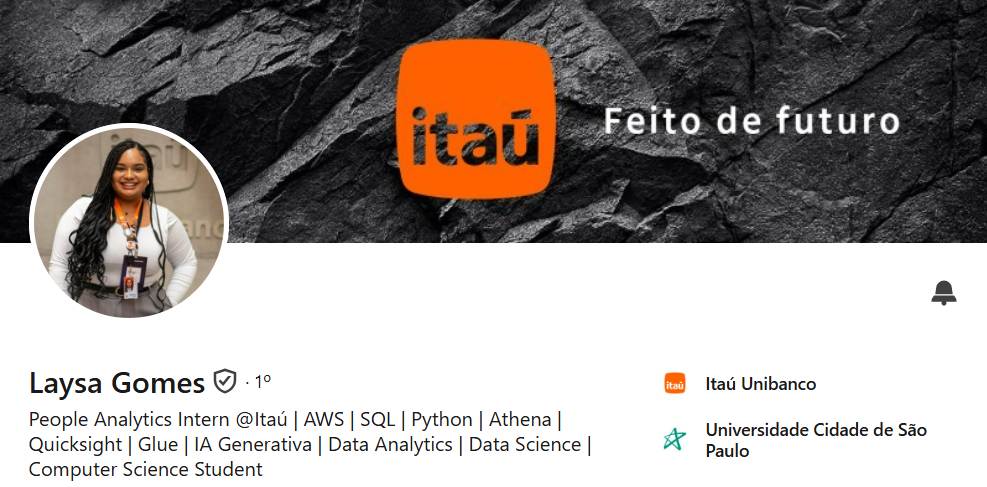 itaú
Feito de futuro
Laysa Gomes · 1º
People Analytics Intern @Itaú | AWS | SQL | Python | Athena |
Quicksight | Glue | IA Generativa | Data Analytics | Data Science |
Computer Science Student
itaú
Itaú Unibanco
Universidade Cidade de São
Paulo